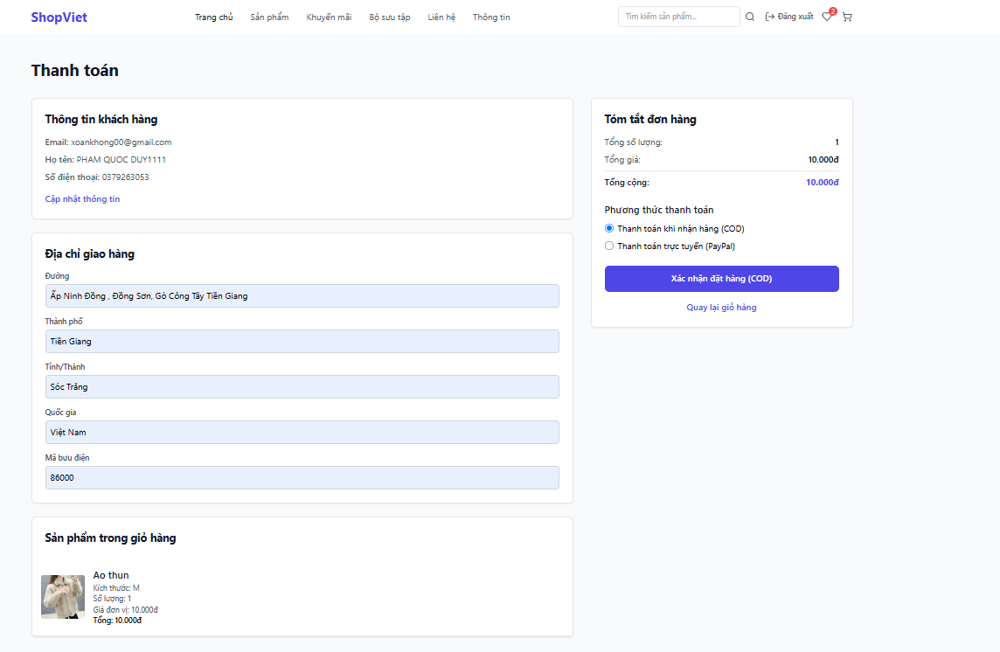 ShopViet
Trang chủ Sản phẩm Khuyến mãi Bộ sưu tập Liên hệ Thông tin
Tìm kiếm sản phẩm...
Đăng xuất
2
Thanh toán
Thông tin khách hàng
Email: xoankhong00@gmail.com
Họ tên: PHAM QUOC DUY1111
Số điện thoại: 0379263053
Cập nhật thông tin
Địa chỉ giao hàng
Đường
Ấp Ninh Đồng , Đồng Sơn, Gò Công Tây Tiền Giang
Thành phố
Tiền Giang
Tỉnh/Thành
Sóc Trăng
Quốc gia
Việt Nam
Mã bưu điện
86000
Sản phẩm trong giỏ hàng
Ao thun
Kích thước: M
Số lượng: 1
Giá đơn vị: 10.000đ
Tổng: 10.000đ
Tóm tắt đơn hàng
Tổng số lượng: 1
Tổng giá: 10.000đ
Tổng cộng: 10.000đ
Phương thức thanh toán
Thanh toán khi nhận hàng (COD)
Thanh toán trực tuyến (PayPal)
Xác nhận đặt hàng (COD)
Quay lại giỏ hàng